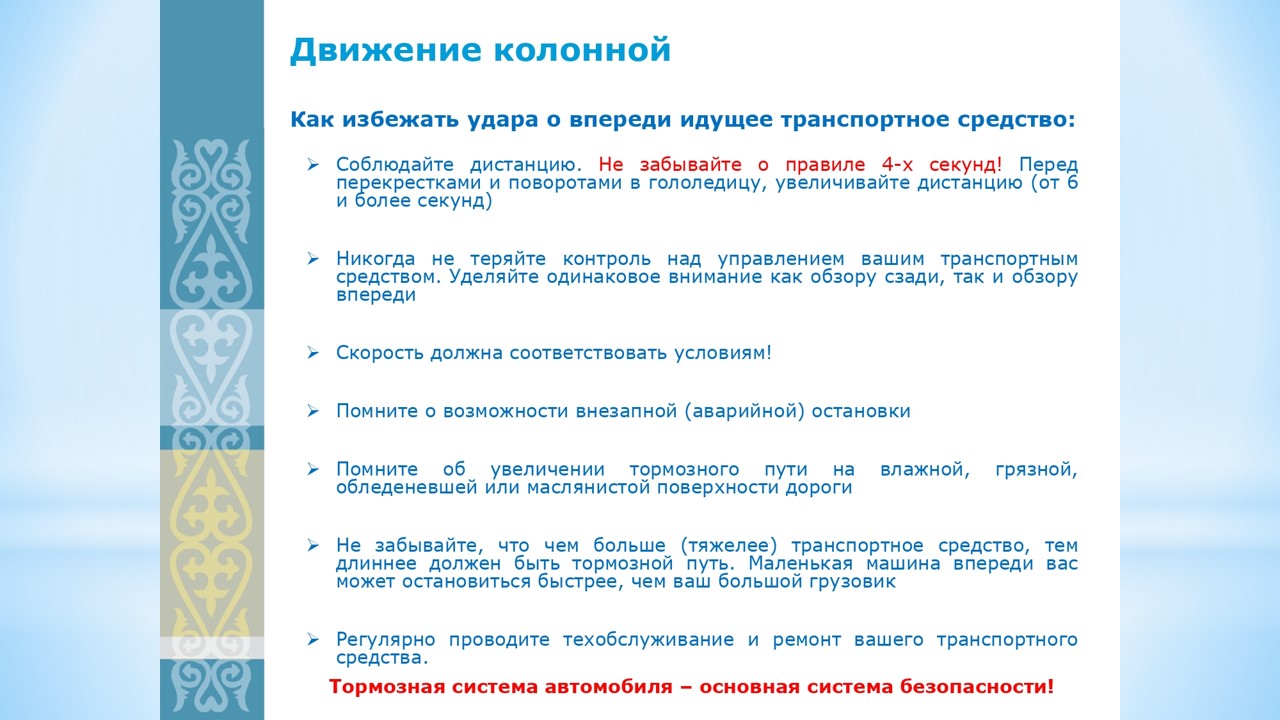 Движение колонной
Как избежать удара о впереди идущее транспортное средство:
Соблюдайте дистанцию. Не забывайте о правиле 4-х секунд! Перед
перекрестками и поворотами в гололедицу, увеличивайте дистанцию (от 6
и более секунд)
Никогда не теряйте контроль над управлением вашим транспортным
средством. Уделяйте одинаковое внимание как обзору сзади, так и обзору
впереди
Скорость должна соответствовать условиям!
Помните о возможности внезапной (аварийной) остановки
Помните об увеличении тормозного пути на влажной, грязной,
обледеневшей или маслянистой поверхности дороги
Не забывайте, что чем больше (тяжелее) транспортное средство, тем
длиннее должен быть тормозной путь. Маленькая машина впереди вас
может остановиться быстрее, чем ваш большой грузовик
Регулярно проводите техобслуживание и ремонт вашего транспортного
средства.
Тормозная система автомобиля – основная система безопасности!